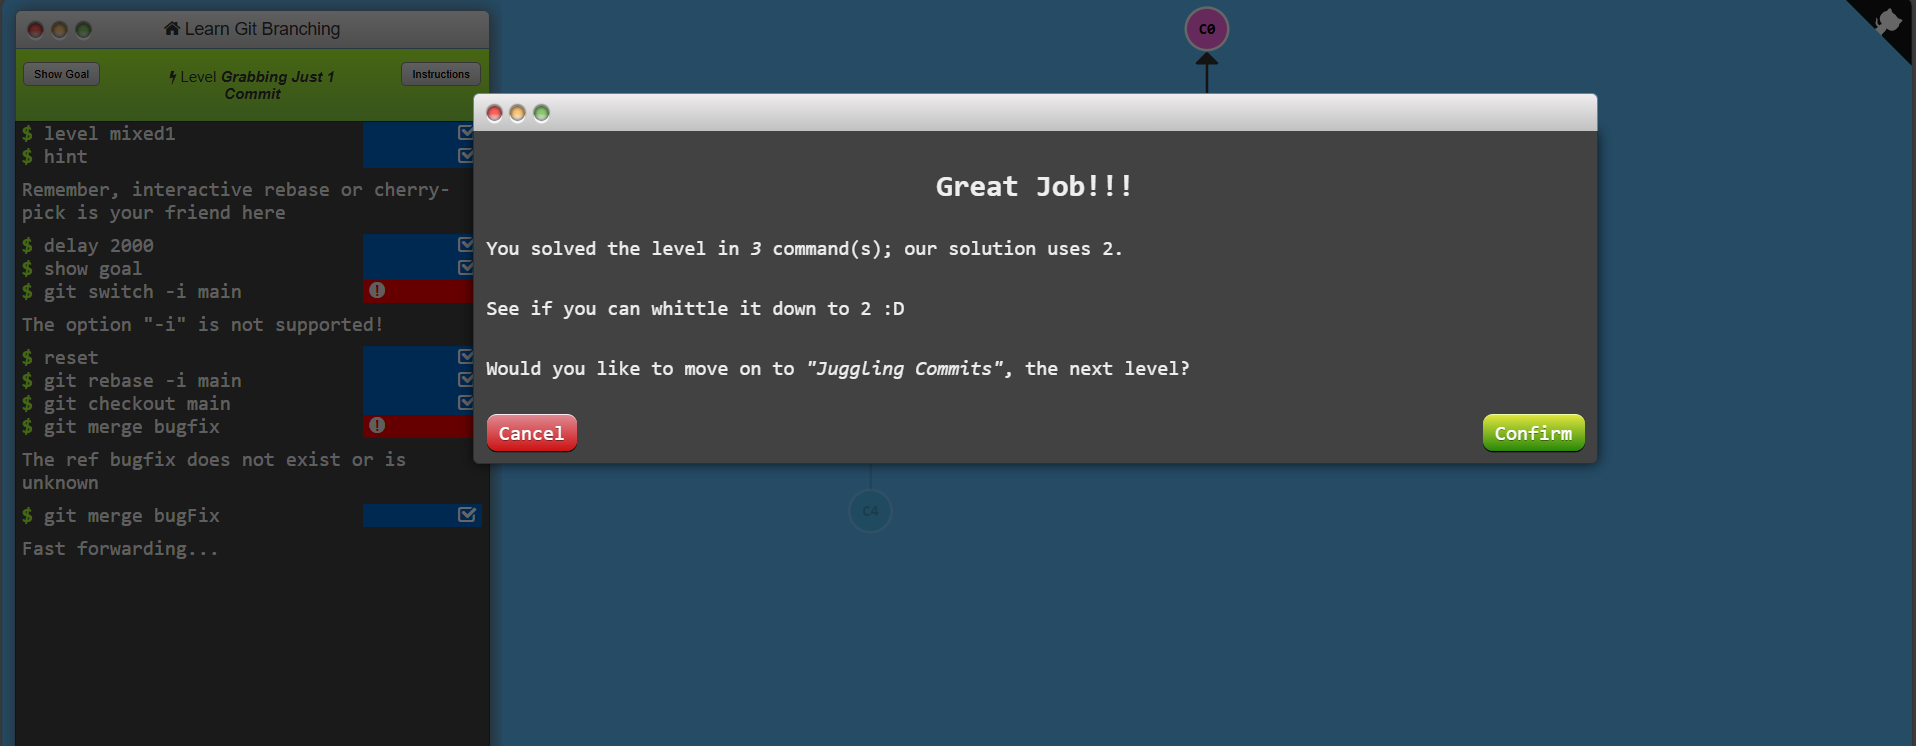 Learn Git Branching
Show Goal
Level Grabbing Just 1
Commit
Instructions
$ level mixed1
$ hint
Remember, interactive rebase or cherry-
pick is your friend here
$ delay 2000
$ show goal
$ git switch -i main
The option "-i" is not supported!
$ reset
$ git rebase -i main
$ git checkout main
$ git merge bugfix
The ref bugfix does not exist or is
unknown
$ git merge bugFix
Fast forwarding...
C0
Great Job!!!
You solved the level in 3 command(s); our solution uses 2.
See if you can whittle it down to 2 :D
Would you like to move on to "Juggling Commits", the next level?
Cancel
Confirm
C4